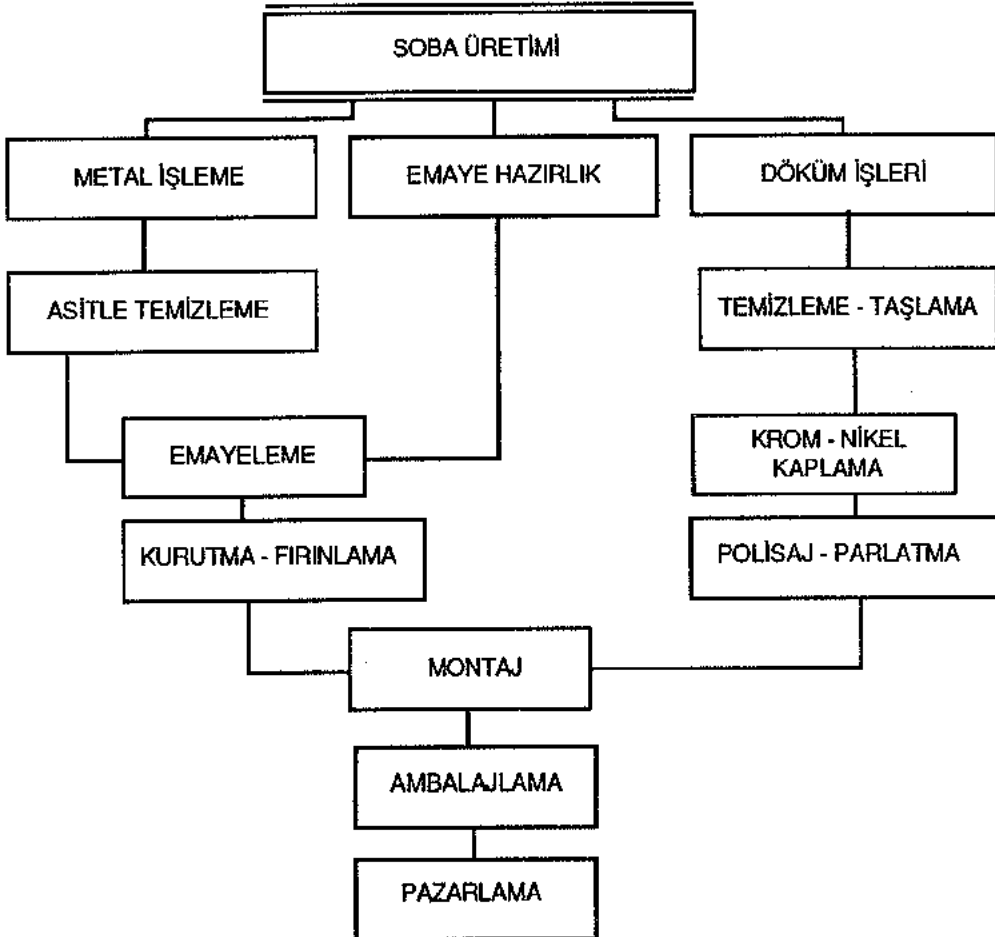 SOBA ÜRETİMİ
METAL İŞLEME
EMAYE HAZIRLIK
DÖKÜM İŞLERİ
ASİTLE TEMİZLEME
TEMİZLEME - TAŞLAMA
EMAYELEME
KROM - NİKEL
KAPLAMA
KURUTMA - FIRINLAMA
POLİSAJ - PARLATMA
MONTAJ
AMBALAJLAMA
PAZARLAMA